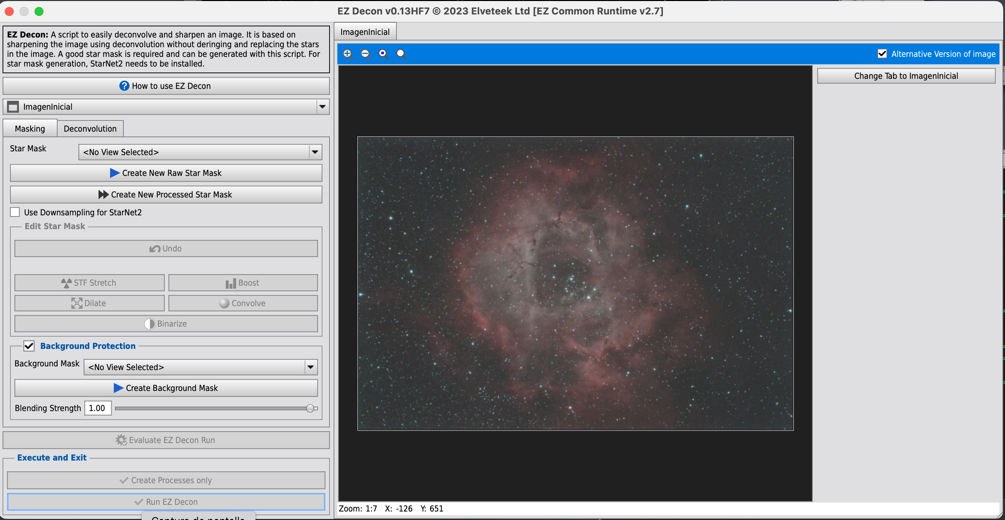 EZ Decon v0.13HF7 © 2023 Elveteek Ltd [EZ Common Runtime v2.7]
EZ Decon: A script to easily deconvolve and sharpen an image. It is based on
sharpening the image using deconvolution without deringing and replacing the stars
in the image. A good star mask is required and can be generated with this script. For
star mask generation, StarNet2 needs to be installed.
How to use EZ Decon
ImagenInicial
Masking
Deconvolution
Star Mask
<No View Selected>
Create New Raw Star Mask
Create New Processed Star Mask
Use Downsampling for StarNet2
Edit Star Mask
Undo
STF Stretch
Boost
Dilate
Convolve
Binarize
Background Protection
Background Mask
<No View Selected>
Create Background Mask
Blending Strength
1.00
Evaluate EZ Decon Run
Execute and Exit
Create Processes only
Run EZ Decon
ImagenInicial
Alternative Version of image
Change Tab to ImagenInicial
Zoom: 1:7 X: -126 Y: 651